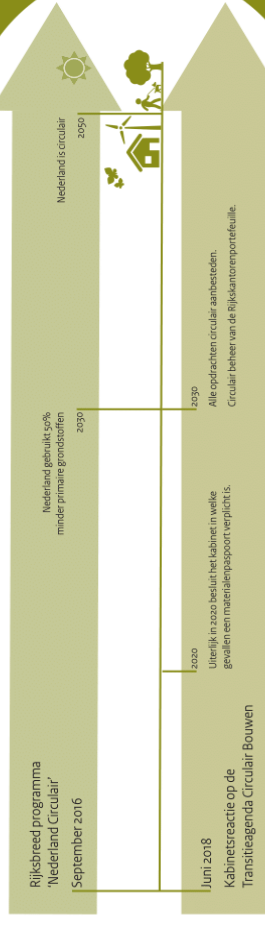 Rijksbreed programma
'Nederland Circulair'
September 2016
Nederland gebruikt 50%
minder primaire grondstoffen
2030
Nederland is circulair
2050
Juni 2018
Kabinetsreactie op de
Transitieagenda Circulair Bouwen
2020
Uiterlijk in 2020 besluit het kabinet in welke
gevallen een materialenpaspoort verplicht is.
2030
Alle opdrachten circulair aanbesteden.
Circulair beheer van de Rijkskantorenportefeuille.